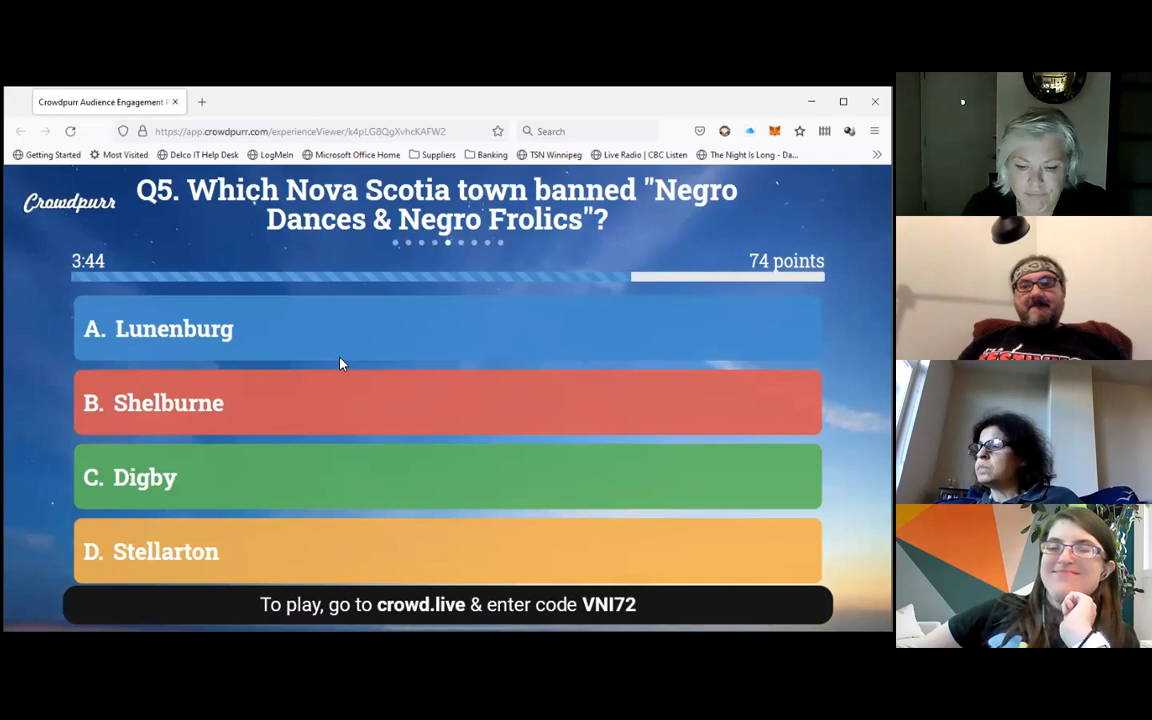 Crowdpurr Audience Engagement P
https://app.crowdpurr.com/experienceViewer/k4pLG8QgXvhcKAFW2
Search
Getting Started
Most Visited
Delco IT Help Desk
LogMeIn
Microsoft Office Home
Suppliers
Banking
TSN Winnipeg
Live Radio | CBC Listen
The Night Is Long - Da...
Crowdpurr
Q5. Which Nova Scotia town banned "Negro
Dances & Negro Frolics"?
3:44
74 points
A. Lunenburg
B. Shelburne
C. Digby
D. Stellarton
To play, go to crowd.live & enter code VNI72